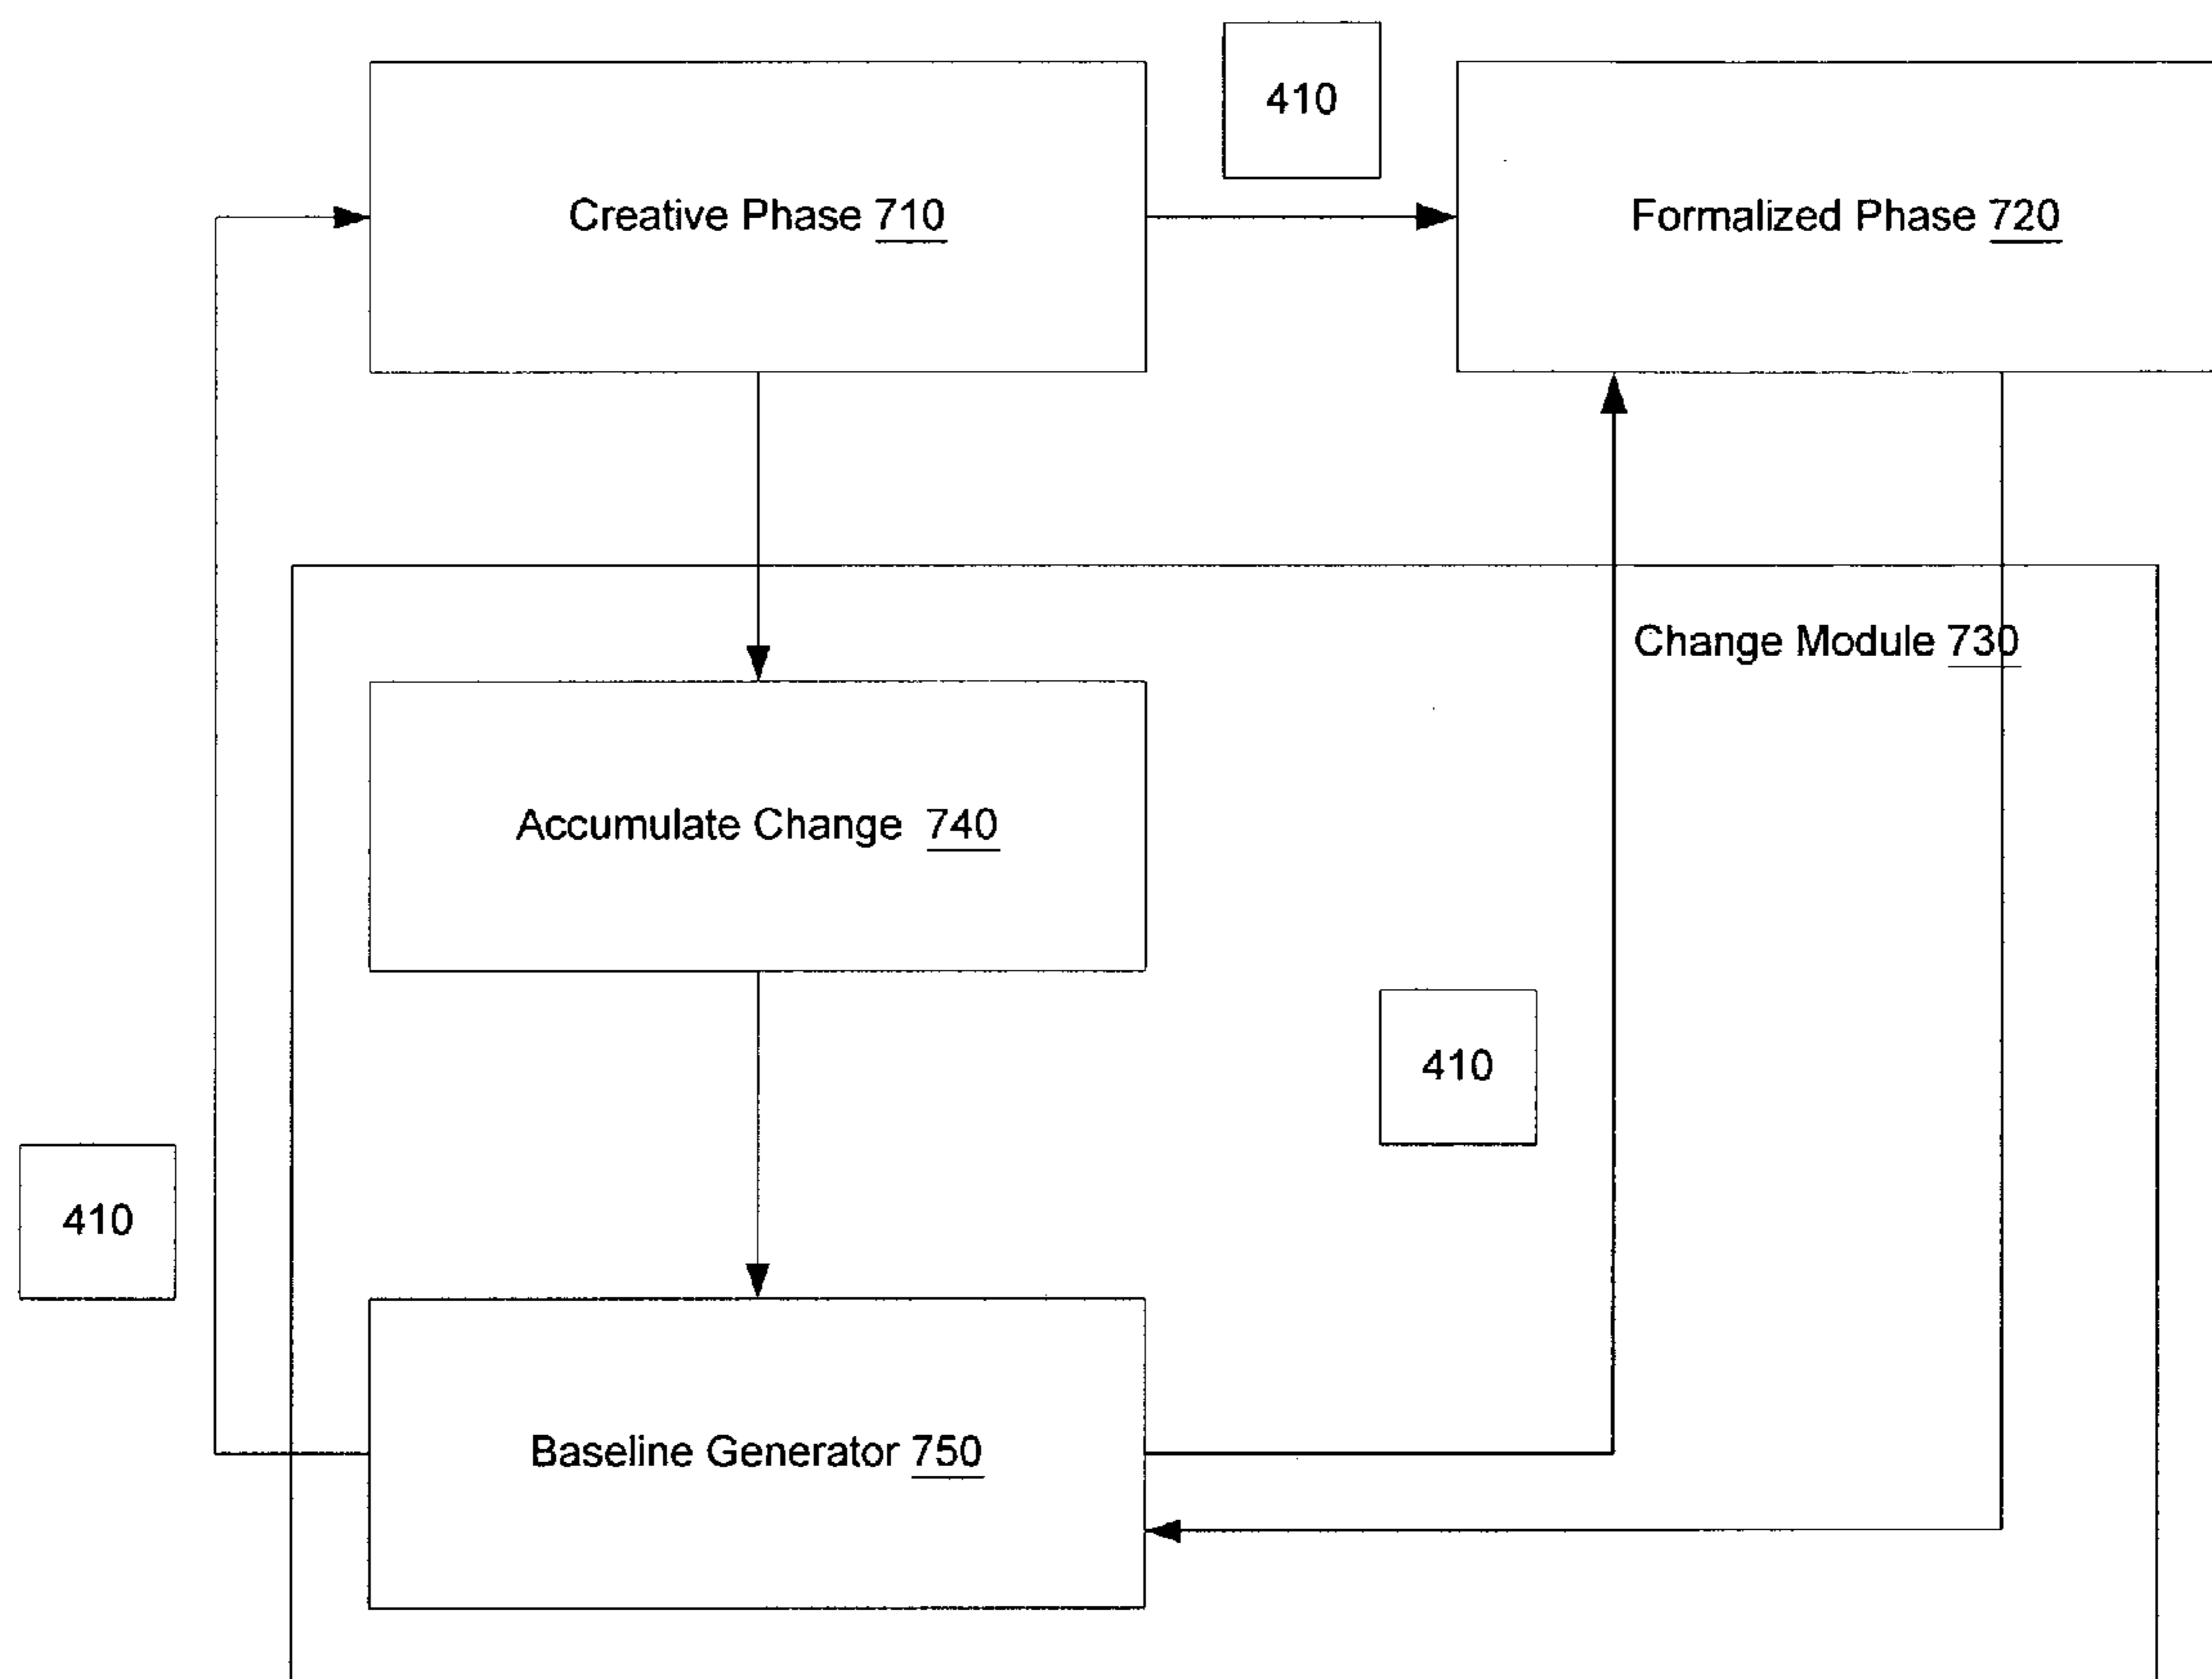 410
Creative Phase 710
Formalized Phase 720
Change Module 730
Accumulate Change 740
410
410
Baseline Generator 750